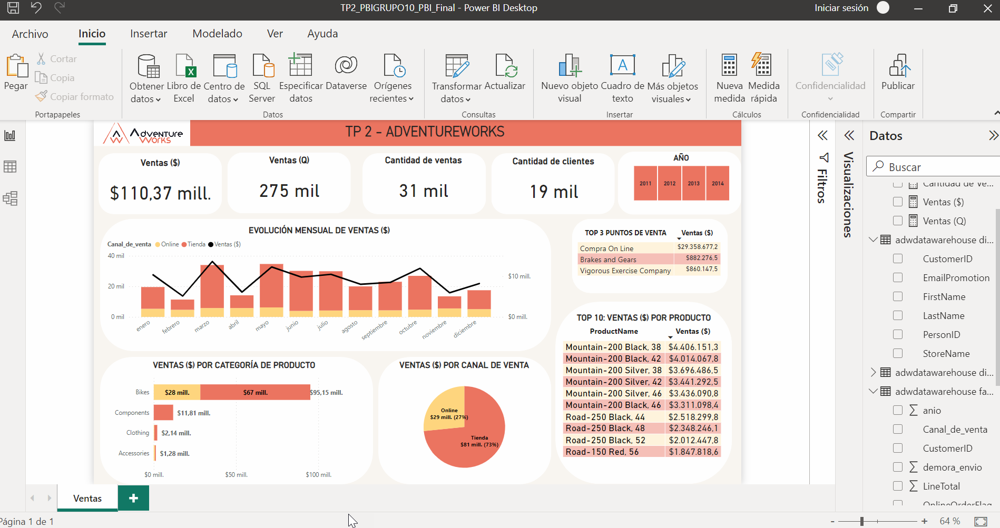 TP2_PBIGRUPO10_PBI_Final - Power BI Desktop
Iniciar sesión
Archivo
Inicio
Insertar
Modelado
Ver
Ayuda
Pegar
Cortar
Copia
Copiar formato
Portapapeles
Obtener datos
Libro de Excel
Centro de datos
SQL Server
Especificar datos
Dataverse
Orígenes recientes
Datos
Transformar datos
Actualizar
Consultas
Nuevo objeto visual
Cuadro de texto
Más objetos visuales
Insertar
Nueva medida
Medida rápida
Cálculos
Confidencialidad
Confidencialidad
Publicar
Compartir
Adventure Works
TP 2 - ADVENTUREWORKS
Ventas ($)
$110,37 mill.
Ventas (Q)
275 mil
Cantidad de ventas
31 mil
Cantidad de clientes
19 mil
AÑO
2011 2012 2013 2014
EVOLUCIÓN MENSUAL DE VENTAS ($)
Canal_de_venta Online Tienda Ventas ($)
40 mil
20 mil
0 mil
$10 mill.
$0 mill.
enero febrero marzo abril mayo junio julio agosto septiembre octubre noviembre diciembre
TOP 3 PUNTOS DE VENTA Ventas ($)
Compra On Line $29.358.677,2
Brakes and Gears $882.276,5
Vigorous Exercise Company $860.147,5
TOP 10: VENTAS ($) POR PRODUCTO
ProductName Ventas ($)
Mountain-200 Black, 38 $4.406.151,3
Mountain-200 Black, 42 $4.014.067,8
Mountain-200 Silver, 38 $3.696.486,5
Mountain-200 Silver, 42 $3.441.292,5
Mountain-200 Silver, 46 $3.436.090,8
Mountain-200 Black, 46 $3.311.098,4
Road-250 Black, 44 $2.518.299,8
Road-250 Black, 48 $2.348.246,1
Road-250 Black, 52 $2.012.447,8
Road-150 Red, 56 $1.847.818,6
VENTAS ($) POR CATEGORÍA DE PRODUCTO
Bikes $28 mill. $67 mill. $95,15 mill.
Components $11,81 mill.
Clothing $2,14 mill.
Accessories $1,28 mill.
$0 mill. $50 mill. $100 mill.
VENTAS ($) POR CANAL DE VENTA
Online
$29 mill. (27%)
Tienda
$81 mill. (73%)
Filtros
Visualizaciones
Datos
Buscar
Cantidad de ve...
Ventas ($)
Ventas (Q)
adwdatawarehouse di...
CustomerID
EmailPromotion
FirstName
LastName
PersonID
StoreName
adwdatawarehouse di...
adwdatawarehouse fa...
anio
Canal_de_venta
CustomerID
demora_envio
LineTotal
OnlineOrderFlag
Ventas
Página 1 de 1
- + 64 %